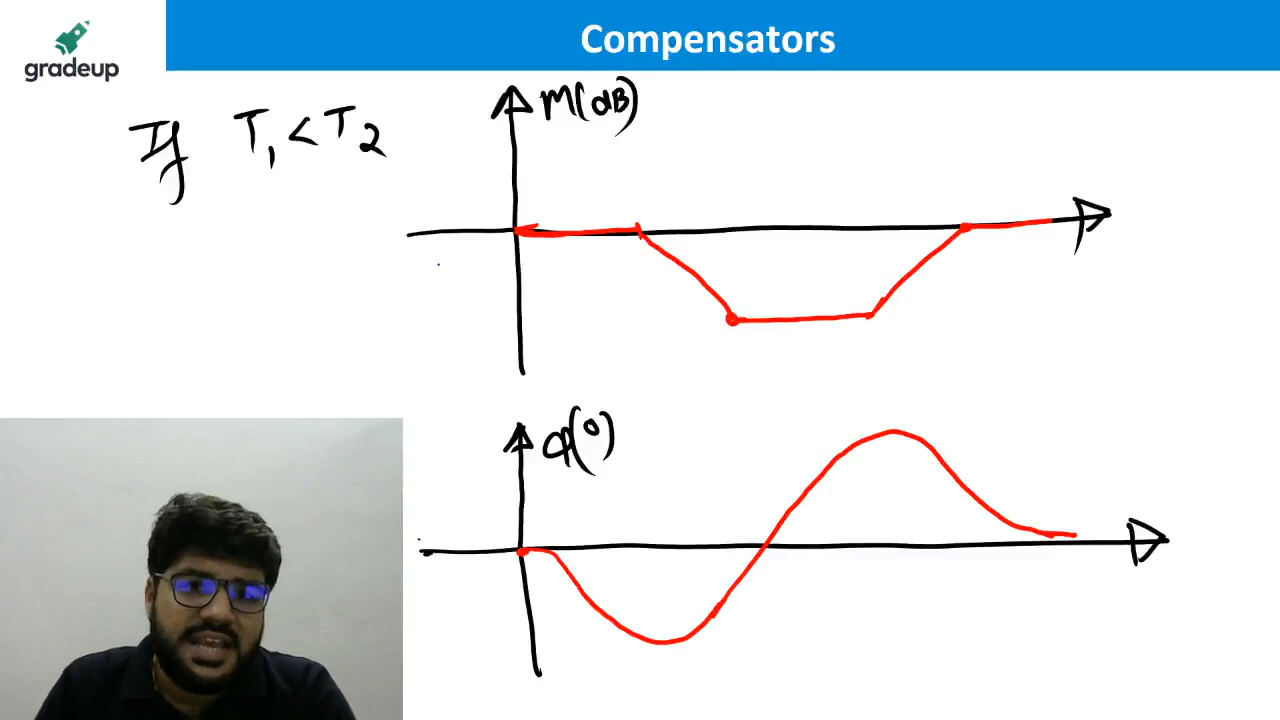 gradeup
Compensators
If T₁ < T₂
M(dB)
φ(°)